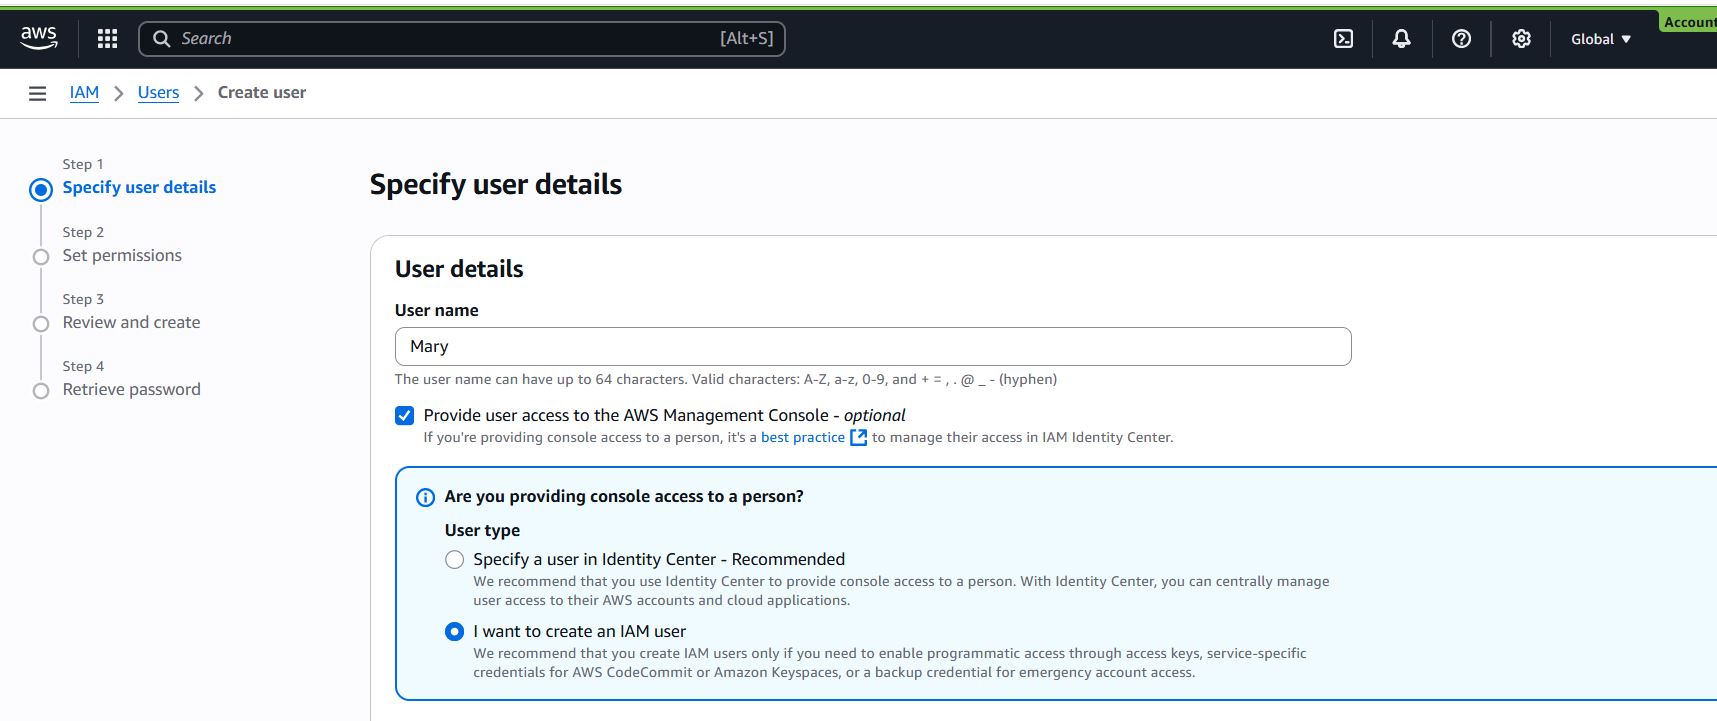 aws
Search [Alt+S]
Global
Account
IAM
Users
Create user
Step 1
Specify user details
Step 2
Set permissions
Step 3
Review and create
Step 4
Retrieve password
Specify user details
User details
User name
Mary
The user name can have up to 64 characters. Valid characters: A-Z, a-z, 0-9, and + = , . @ _ - (hyphen)
Provide user access to the AWS Management Console - optional
If you're providing console access to a person, it's a best practice to manage their access in IAM Identity Center.
Are you providing console access to a person?
User type
Specify a user in Identity Center - Recommended
We recommend that you use Identity Center to provide console access to a person. With Identity Center, you can centrally manage
user access to their AWS accounts and cloud applications.
I want to create an IAM user
We recommend that you create IAM users only if you need to enable programmatic access through access keys, service-specific
credentials for AWS CodeCommit or Amazon Keyspaces, or a backup credential for emergency account access.